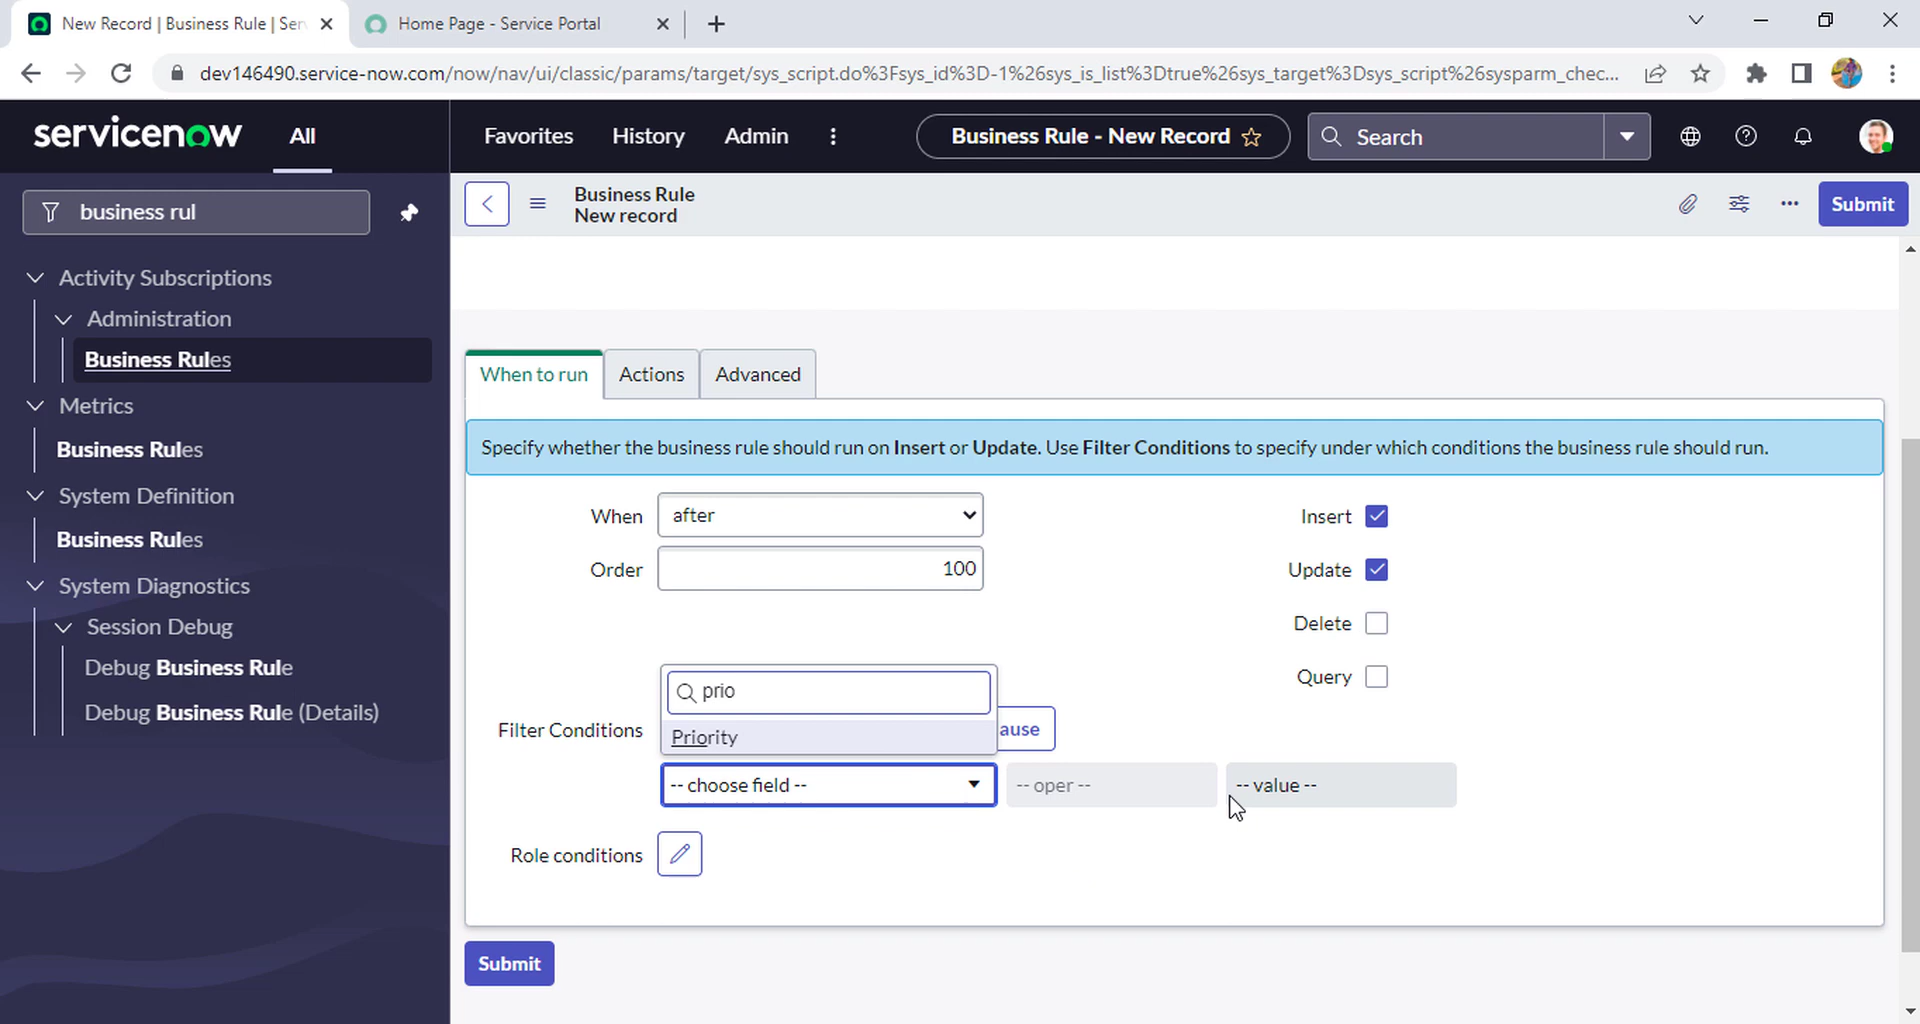 New Record | Business Rule | Ser
Home Page - Service Portal
dev146490.service-now.com/now/nav/ui/classic/params/target/sys_script.do%3Fsys_id%3D-1%26sys_is_list%3Dtrue%26sys_target%3Dsys_script%26sysparm_chec...
servicenow
All
Favorites
History
Admin
Business Rule - New Record
Search
business rul
Business Rule
New record
Submit
Activity Subscriptions
Administration
Business Rules
Metrics
Business Rules
System Definition
Business Rules
System Diagnostics
Session Debug
Debug Business Rule
Debug Business Rule (Details)
When to run
Actions
Advanced
Specify whether the business rule should run on Insert or Update. Use Filter Conditions to specify under which conditions the business rule should run.
When
after
Insert
Order
100
Update
Delete
Query
prio
Filter Conditions
Priority
ause
-- choose field --
-- oper --
-- value --
Role conditions
Submit